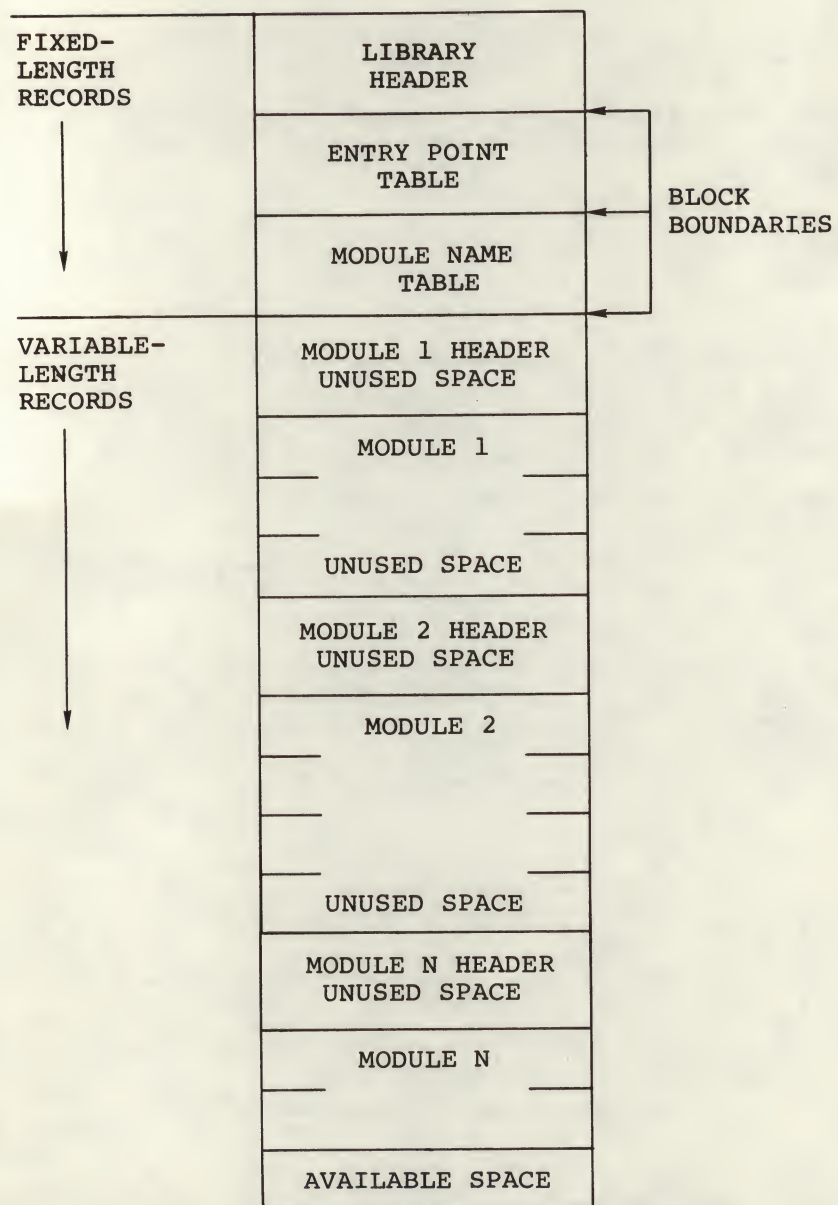 FIXED-
LENGTH
RECORDS
LIBRARY
HEADER
ENTRY POINT
TABLE
BLOCK
BOUNDARIES
MODULE NAME
TABLE
VARIABLE-
LENGTH
RECORDS
MODULE 1 HEADER
UNUSED SPACE
MODULE 1
UNUSED SPACE
MODULE 2 HEADER
UNUSED SPACE
MODULE 2
UNUSED SPACE
MODULE N HEADER
UNUSED SPACE
MODULE N
AVAILABLE SPACE